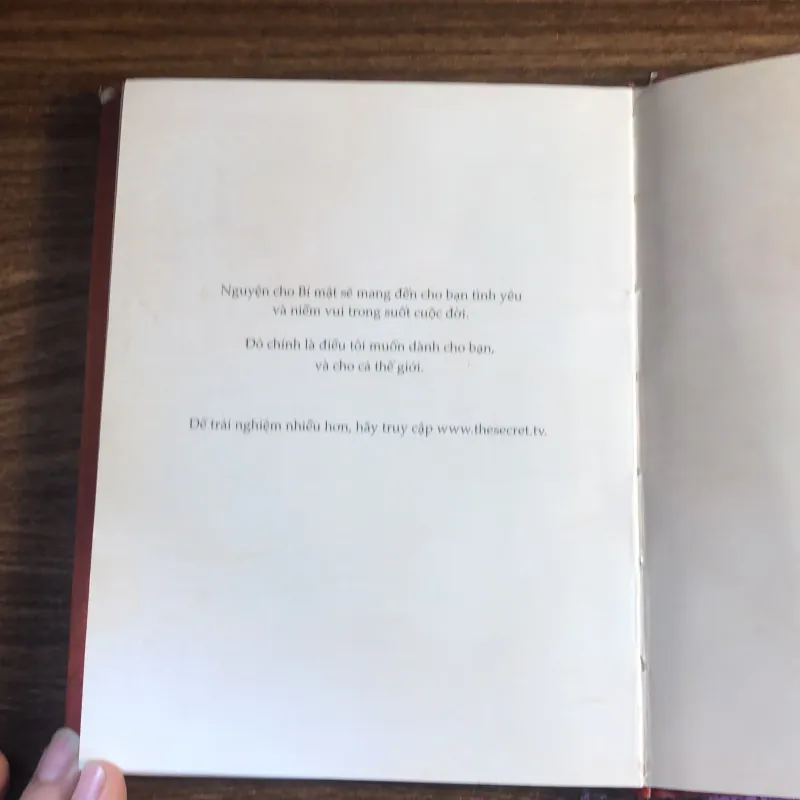 Nguyện cho Bí mật sẽ mang đến cho bạn tình yêu
và niềm vui trong suốt cuộc đời.
Đó chính là điều tôi muốn dành cho bạn,
và cho cả thế giới.
Để trải nghiệm nhiều hơn, hãy truy cập www.thesecret.tv.